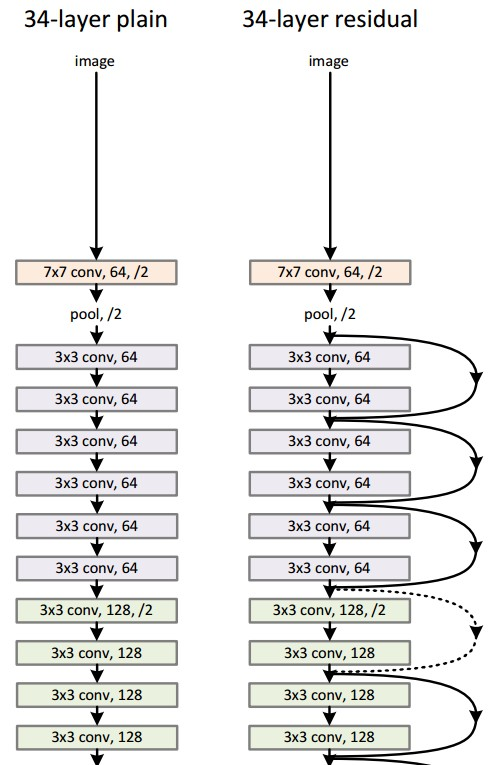 34-layer plain
image
7x7 conv, 64, /2
pool, /2
3x3 conv, 64
3x3 conv, 64
3x3 conv, 64
3x3 conv, 64
3x3 conv, 64
3x3 conv, 64
3x3 conv, 128, /2
3x3 conv, 128
3x3 conv, 128
3x3 conv, 128
34-layer residual
image
7x7 conv, 64, /2
pool, /2
3x3 conv, 64
3x3 conv, 64
3x3 conv, 64
3x3 conv, 64
3x3 conv, 64
3x3 conv, 64
3x3 conv, 128, /2
3x3 conv, 128
3x3 conv, 128
3x3 conv, 128